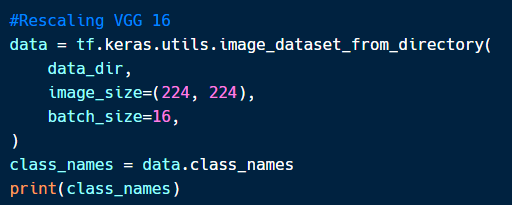 #Rescaling VGG 16
data = tf.keras.utils.image_dataset_from_directory(
    data_dir,
    image_size=(224, 224),
    batch_size=16,
)
class_names = data.class_names
print(class_names)